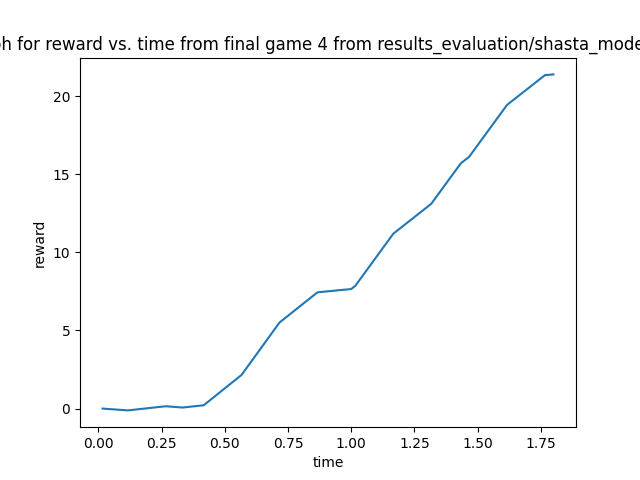 h for reward vs. time from final game 4 from results_evaluation/shasta_mode
reward
20
15
10
5
0
0.00 0.25 0.50 0.75 1.00 1.25 1.50 1.75
time